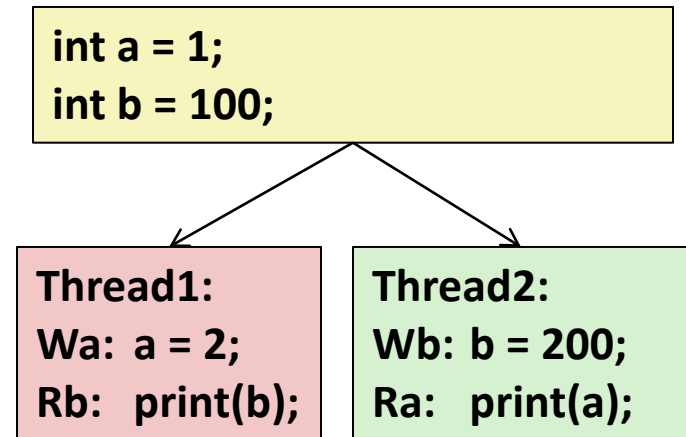 int a = 1;
int b = 100;
Thread1:
Wa: a = 2;
Rb: print(b);
Thread2:
Wb: b = 200;
Ra: print(a);